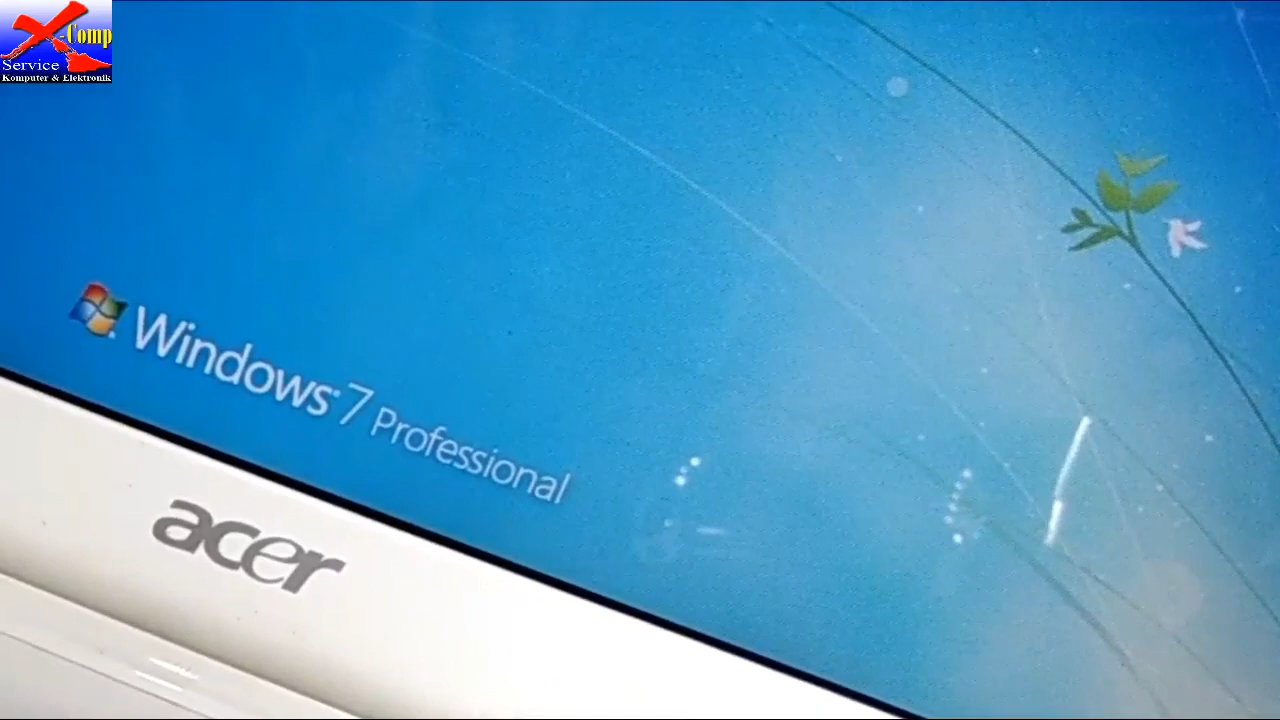 X-Comp
Service
Komputer & Elektronik
Windows 7 Professional
acer